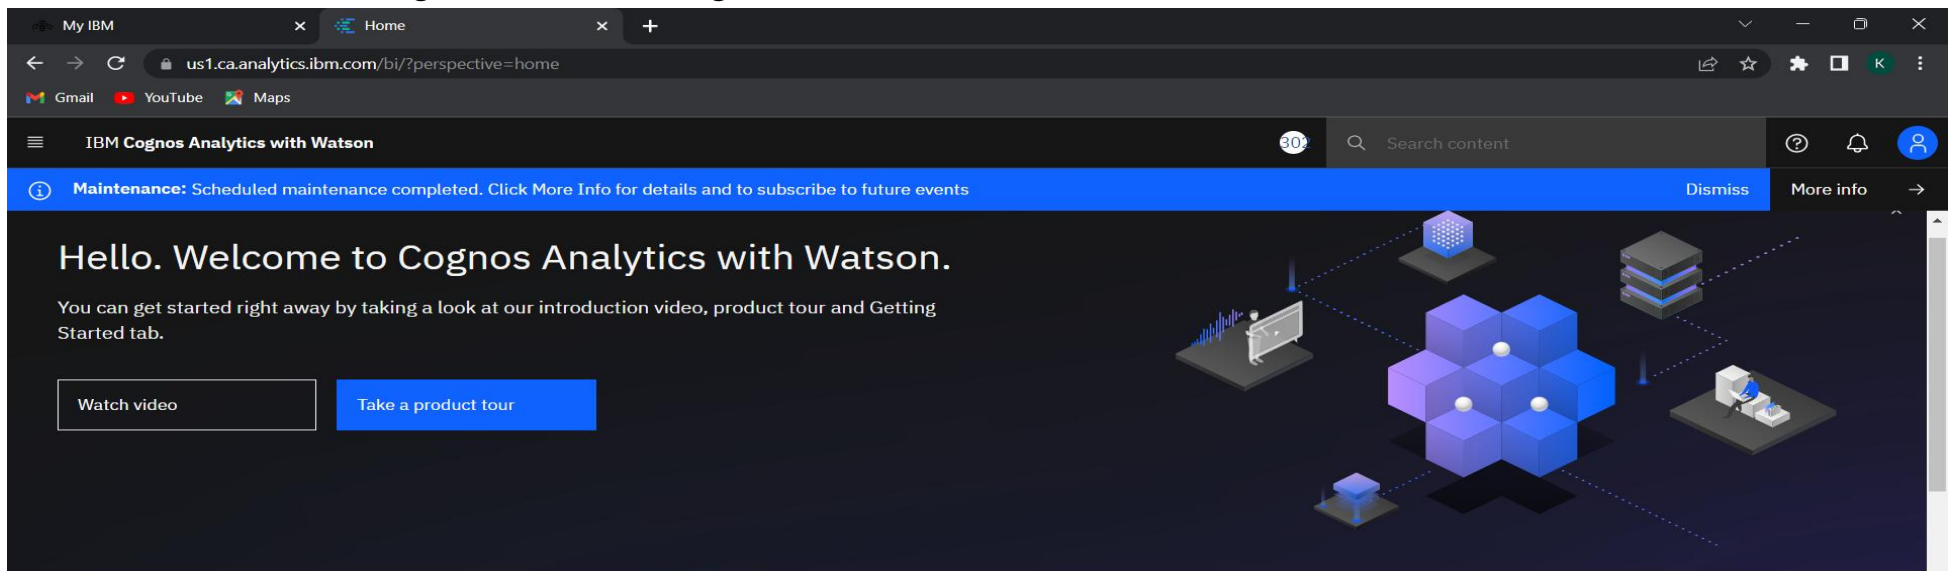 My IBM
Home
us1.ca.analytics.ibm.com/bi/?perspective=home
K
Gmail
YouTube
Maps
IBM Cognos Analytics with Watson
302
Search content
Maintenance: Scheduled maintenance completed. Click More Info for details and to subscribe to future events
Dismiss
More info
Hello. Welcome to Cognos Analytics with Watson.
You can get started right away by taking a look at our introduction video, product tour and Getting
Started tab.
Watch video
Take a product tour